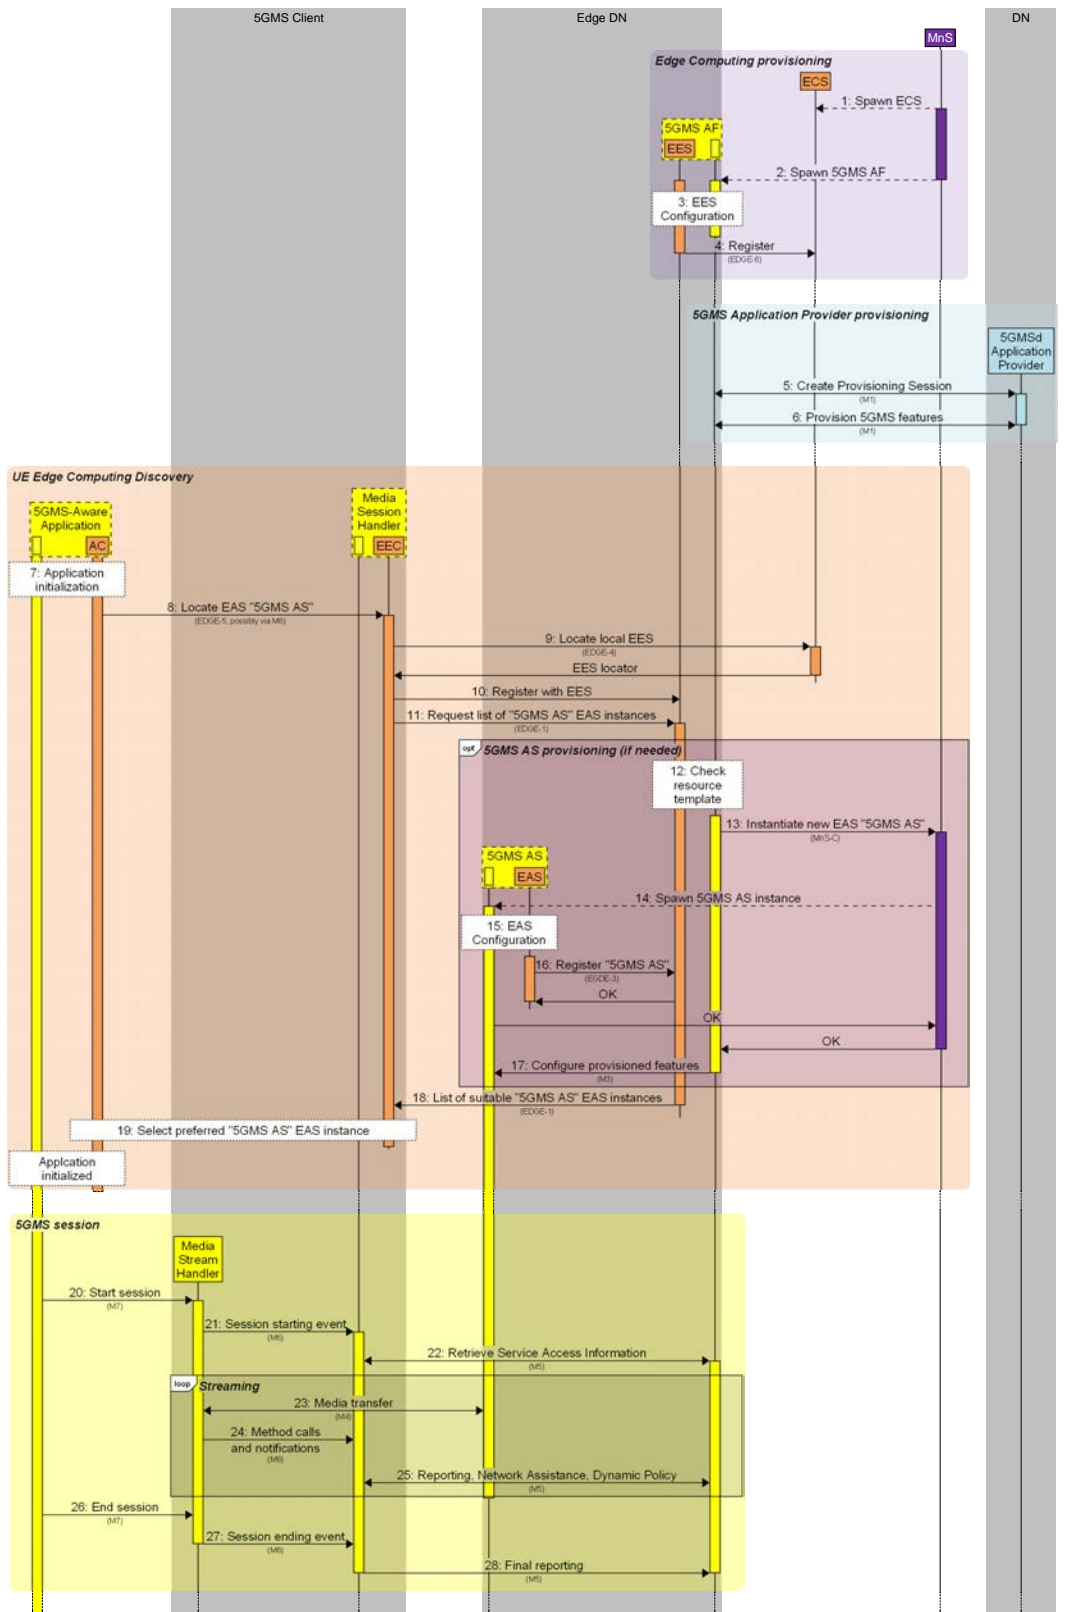 5GMS Client
Edge DN
DN
MnS
Edge Computing provisioning
ECS
1: Spawn ECS
5GMS AF
EES
2: Spawn 5GMS AF
3: EES
Configuration
4: Register
(EDGE-6)
5GMS Application Provider provisioning
5GMSd
Application
Provider
5: Create Provisioning Session
(M1)
6: Provision 5GMS features
(M1)
UE Edge Computing Discovery
5GMS-Aware
Application
AC
Media
Session
Handler
EEC
7: Application
initialization
8: Locate EAS "5GMS AS"
(EDGE-5, possibly via M6)
9: Locate local EES
(EDGE-4)
EES locator
10: Register with EES
11: Request list of "5GMS AS" EAS instances
(EDGE-1)
opt
5GMS AS provisioning (if needed)
12: Check
resource
template
13: Instantiate new EAS "5GMS AS"
(MnS-C)
5GMS AS
EAS
14: Spawn 5GMS AS instance
15: EAS
Configuration
16: Register "5GMS AS"
(EGDE-3)
OK
OK
OK
17: Configure provisioned features
(M3)
18: List of suitable "5GMS AS" EAS instances
(EDGE-1)
19: Select preferred "5GMS AS" EAS instance
Applcation
initialized
5GMS session
Media
Stream
Handler
20: Start session
(M7)
21: Session starting event
(M6)
22: Retrieve Service Access Information
(M5)
loop
Streaming
23: Media transfer
(M4)
24: Method calls
and notifications
(M6)
25: Reporting, Network Assistance, Dynamic Policy
(M5)
26: End session
(M7)
27: Session ending event
(M6)
28: Final reporting
(M5)